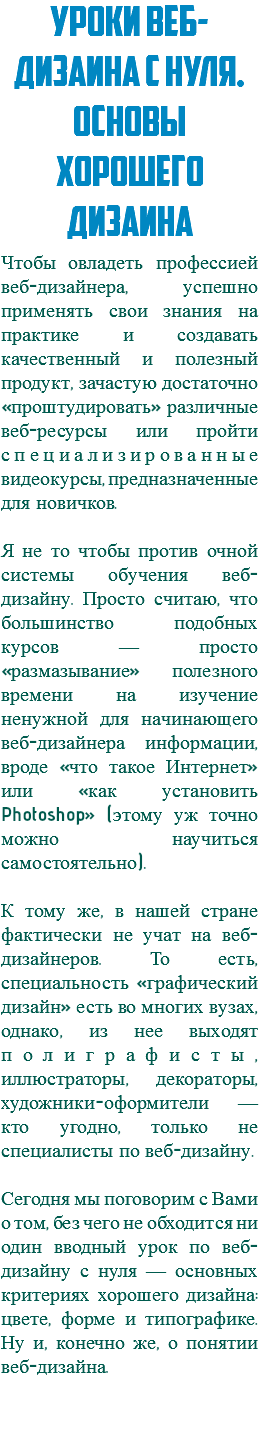 УРОКИ ВЕБ-
ДИЗАИНА С НУЛЯ.
ОСНОВЫ
ХОРОШЕГО
ДИЗАИНА
Чтобы овладеть профессией
веб-дизайнера, успешно
применять свои знания на
практике и создавать
качественный и полезный
продукт, зачастую достаточно
«проштудировать» различные
веб-ресурсы или пройти
специализированные
видеокурсы, предназначенные
для новичков.
Я не то чтобы против очной
системы обучения веб-
дизайну. Просто считаю, что
большинство подобных
курсов — просто
«размазывание» полезного
времени на изучение
ненужной для начинающего
веб-дизайнера информации,
вроде «что такое Интернет»
или «как установить
Photoshop» (этому уж точно
можно научиться
самостоятельно).
К тому же, в нашей стране
фактически не учат на веб-
дизайнеров. То есть,
специальность «графический
дизайн» есть во многих вузах,
однако, из нее выходят
полиграфисты,
иллюстраторы, декораторы,
художники-оформители —
кто угодно, только не
специалисты по веб-дизайну.
Сегодня мы поговорим с Вами
о том, без чего не обходится ни
один вводный урок по веб-
дизайну с нуля — основных
критериях хорошего дизайна:
цвете, форме и типографике.
Ну и, конечно же, о понятии
веб-дизайна.